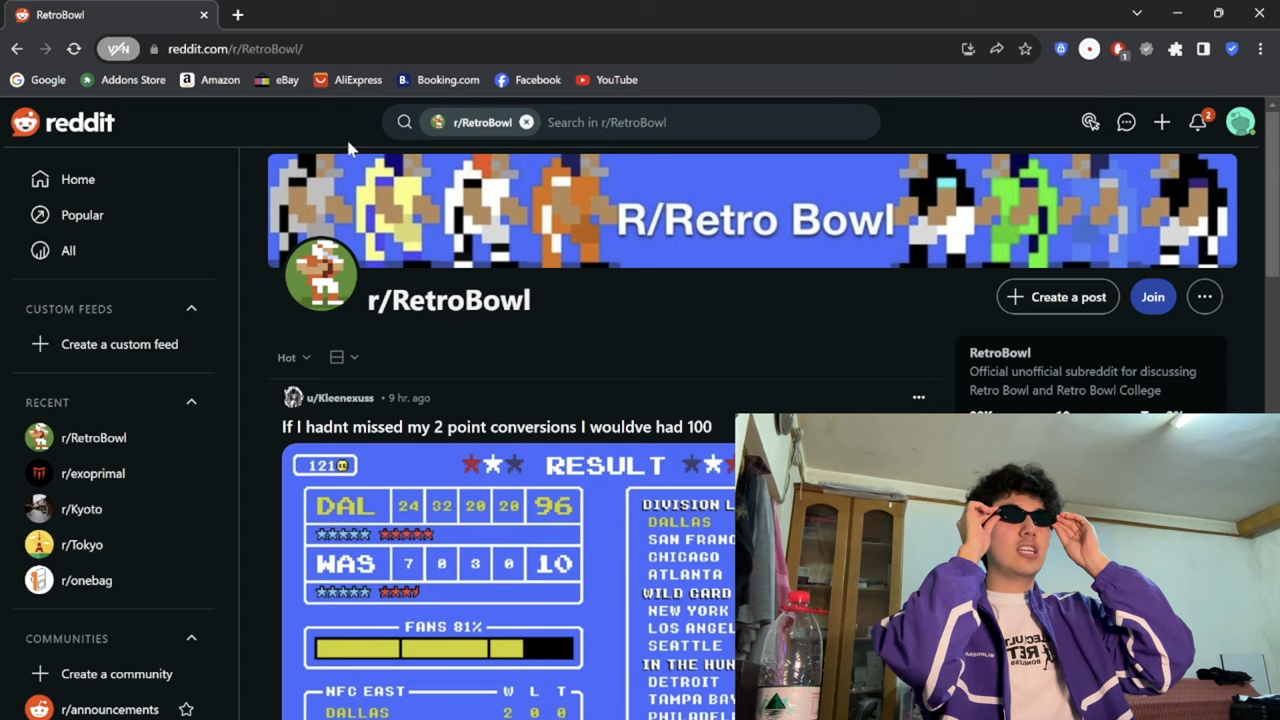 RetroBowl
VPN
reddit.com/r/RetroBowl/
1
Google
Addons Store
Amazon
eBay
AliExpress
B. Booking.com
Facebook
YouTube
reddit
r/RetroBowl
Search in r/RetroBowl
2
Home
Popular
All
CUSTOM FEEDS
Create a custom feed
RECENT
r/RetroBowl
r/exoprimal
r/Kyoto
r/Tokyo
r/onebag
COMMUNITIES
Create a community
r/announcements
R/Retro Bowl
r/RetroBowl
Create a post
Join
Hot
u/Kleenexuss • 9 hr. ago
If I hadnt missed my 2 point conversions I wouldve had 100
121
RESULT
DAL 24 32 20 20 96
WAS 7 0 3 0 10
FANS 81%
NFC EAST W L T
DALLAS 2 0 0
DIVISION L
DALLAS
SAN FRANC
CHICAGO
ATLANTA
WILD CARD
NEW YORK
LOS ANGEL
SEATTLE
IN THE HUN
DETROIT
TAMPA BAY
PHILADEL
RetroBowl
Official unofficial subreddit for discussing
Retro Bowl and Retro Bowl College